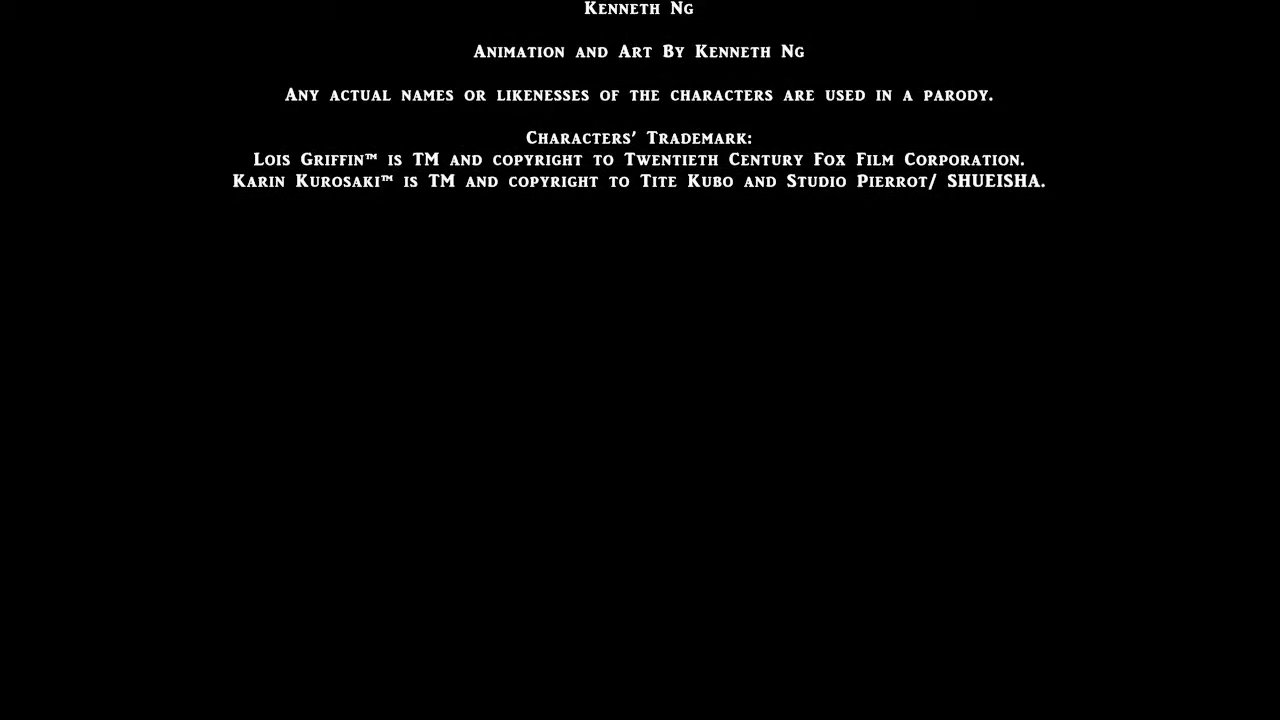 Kenneth Ng
Animation and Art By Kenneth Ng
Any actual names or likenesses of the characters are used in a parody.
Characters’ Trademark:
Lois Griffin™ is TM and copyright to Twentieth Century Fox Film Corporation.
Karin Kurosaki™ is TM and copyright to Tite Kubo and Studio Pierrot/ SHUEISHA.